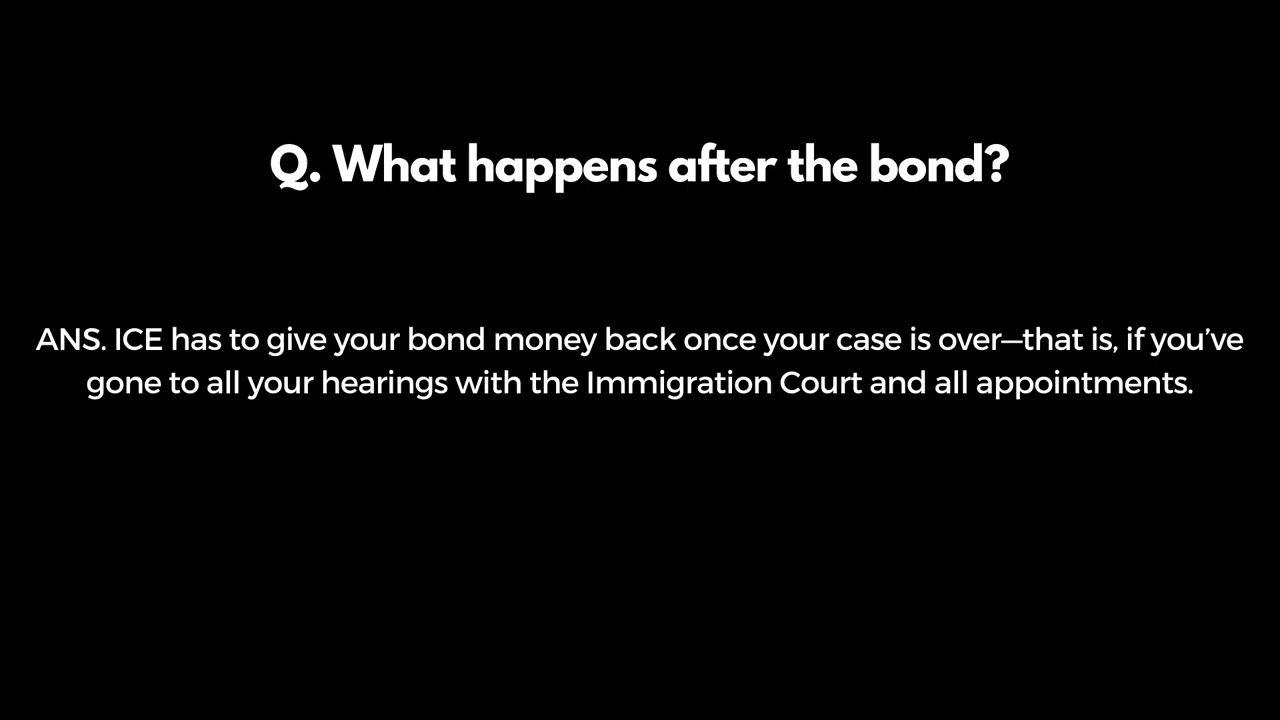 Q. What happens after the bond?
ANS. ICE has to give your bond money back once your case is over—that is, if you’ve
gone to all your hearings with the Immigration Court and all appointments.